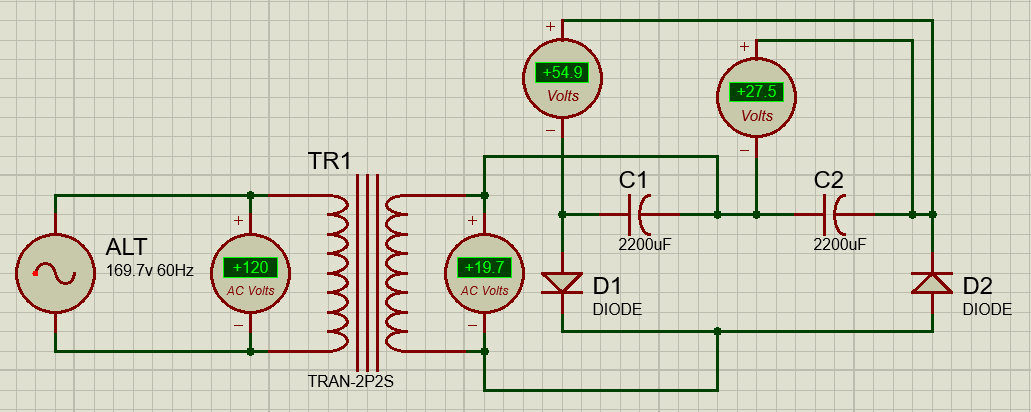 +
+54.9
Volts
−
+
+27.5
Volts
−
TR1
C1
2200uF
C2
2200uF
ALT
169.7v 60Hz
+
+120
AC Volts
−
+
+19.7
AC Volts
−
D1
DIODE
D2
DIODE
TRAN-2P2S